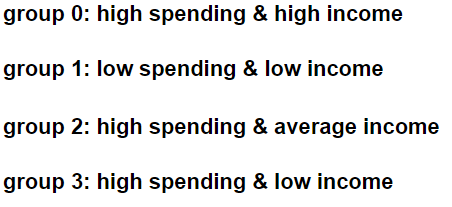 group 0: high spending & high income
group 1: low spending & low income
group 2: high spending & average income
group 3: high spending & low income